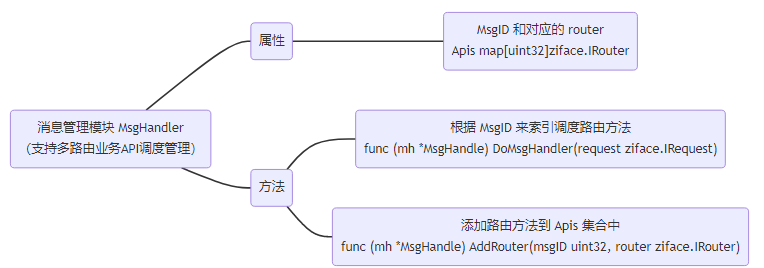 属性
MsgID 和对应的 router
Apis map[uint32]ziface.IRouter
消息管理模块 MsgHandler
(支持多路由业务API调度管理)
根据 MsgID 来索引调度路由方法
func (mh *MsgHandle) DoMsgHandler(request ziface.IRequest)
方法
添加路由方法到 Apis 集合中
func (mh *MsgHandle) AddRouter(msgID uint32, router ziface.IRouter)